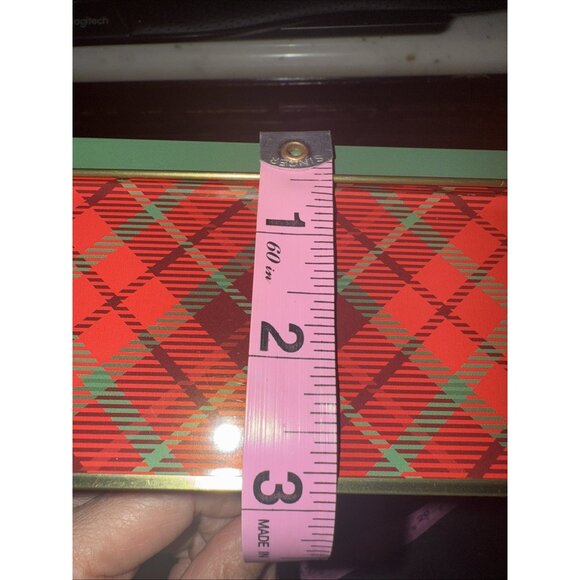 logitech
SINGER
1
60 in
2
3
MADE IN